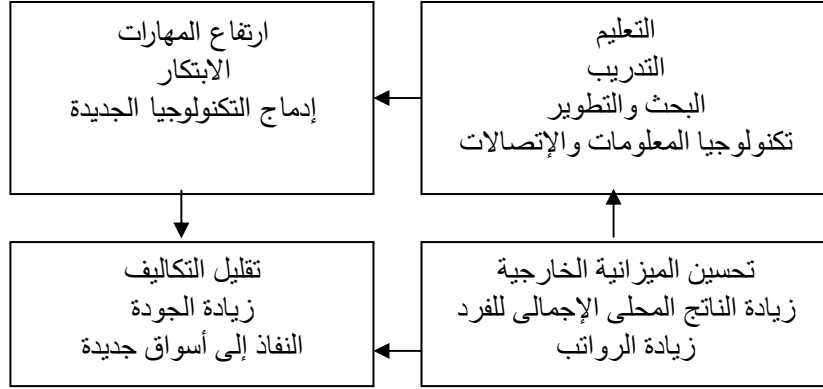 التعليم
التدريب
البحث والتطوير
تكنولوجيا المعلومات والإتصالات
ارتفاع المهارات
الابتكار
إدماج التكنولوجيا الجديدة
تحسين الميزانية الخارجية
زيادة الناتج المحلى الإجمالى للفرد
زيادة الرواتب
تقليل التكاليف
زيادة الجودة
النفاذ إلى أسواق جديدة